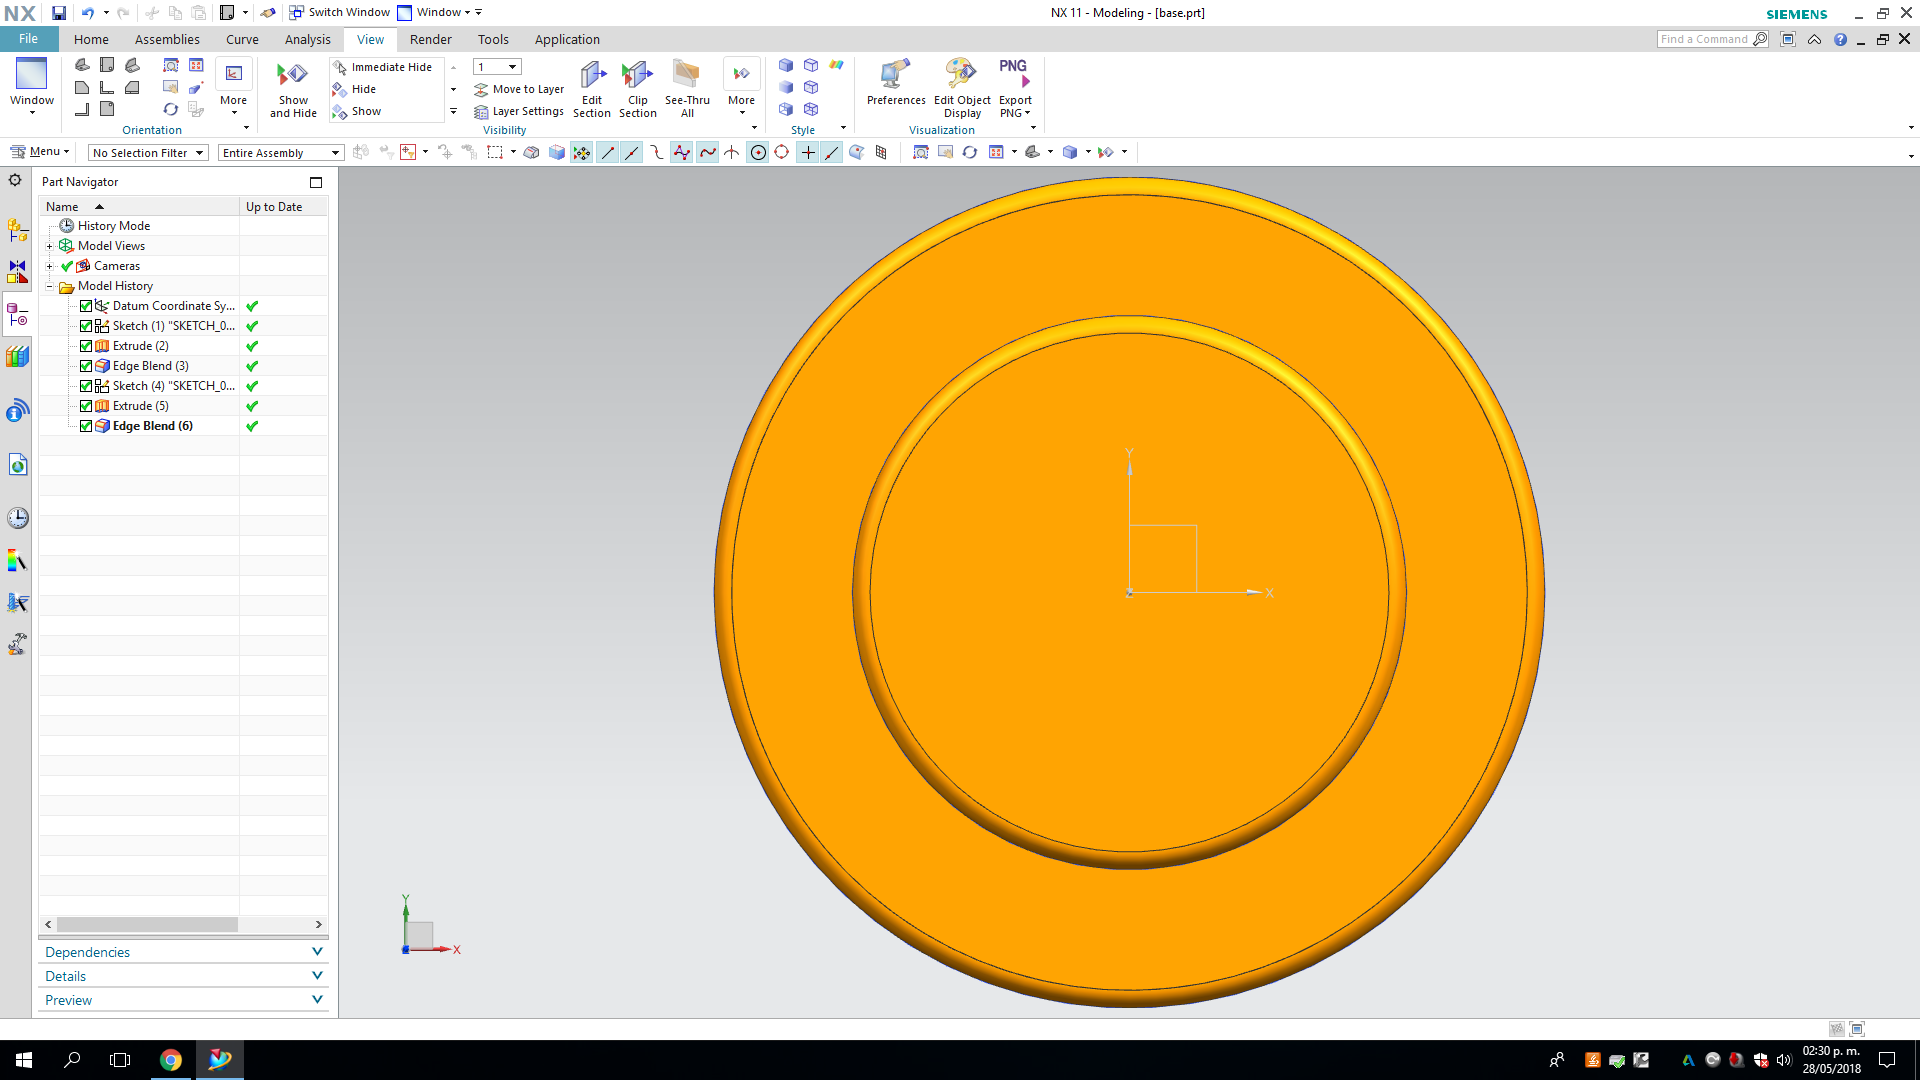 NX
Switch Window
Window
NX 11 - Modeling - [base.prt]
SIEMENS
File
Home
Assemblies
Curve
Analysis
View
Render
Tools
Application
Find a Command
Window
More
Orientation
Show and Hide
Immediate Hide
Hide
Show
1
Move to Layer
Layer Settings
Edit Section
Clip Section
See-Thru All
More
Visibility
Style
Preferences
Edit Object Display
PNG
Export PNG
Visualization
Menu
No Selection Filter
Entire Assembly
Part Navigator
Name
Up to Date
History Mode
Model Views
Cameras
Model History
Datum Coordinate Sy...
Sketch (1) "SKETCH_0...
Extrude (2)
Edge Blend (3)
Sketch (4) "SKETCH_0...
Extrude (5)
Edge Blend (6)
Dependencies
Details
Preview
Y
X
Y
X
02:30 p. m.
28/05/2018